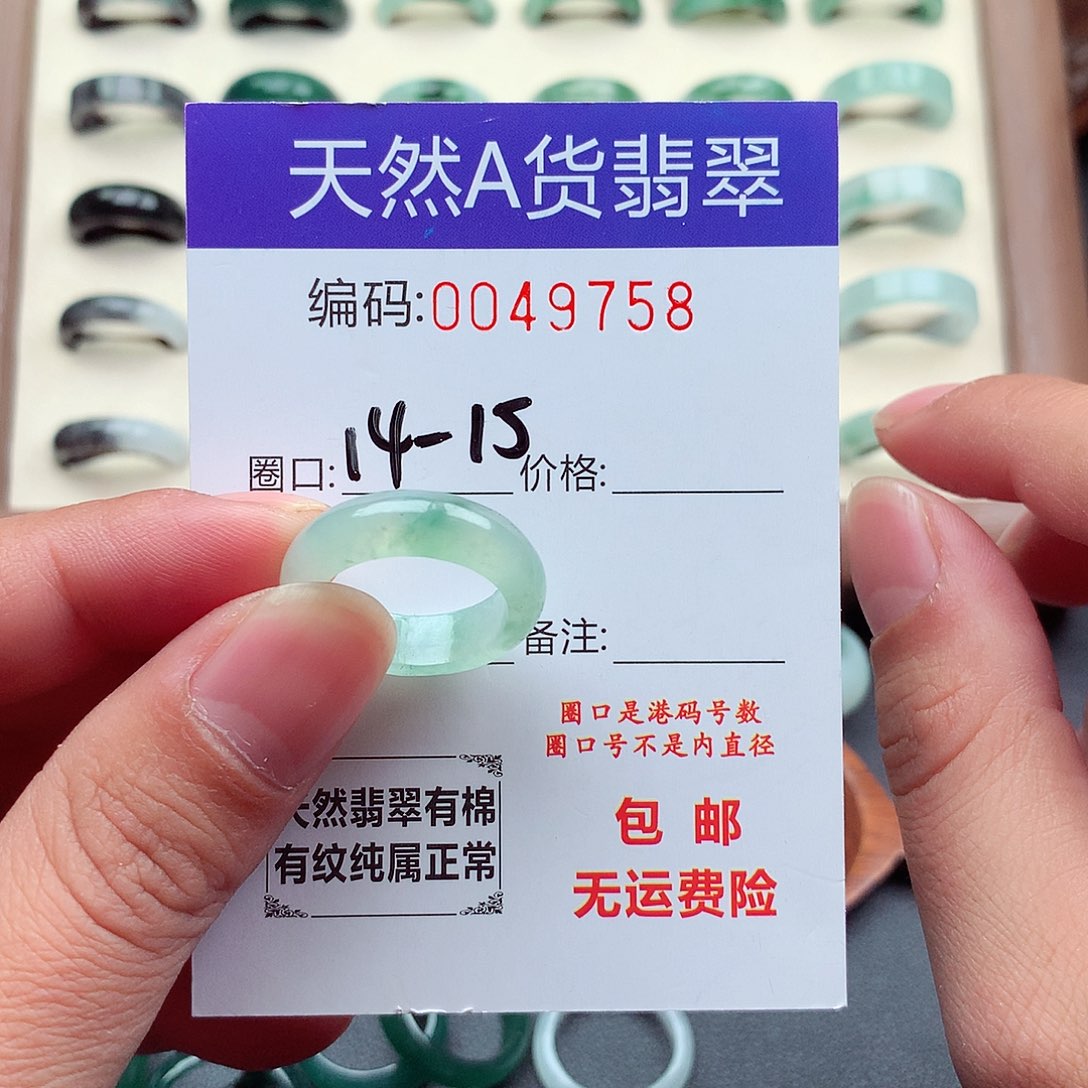 天然A货翡翠
编码:0049758
圈口:14-15 价格:
备注:
圈口是港码号数
圈口号不是内直径
天然翡翠有棉
有纹纯属正常
包 邮
无运费险